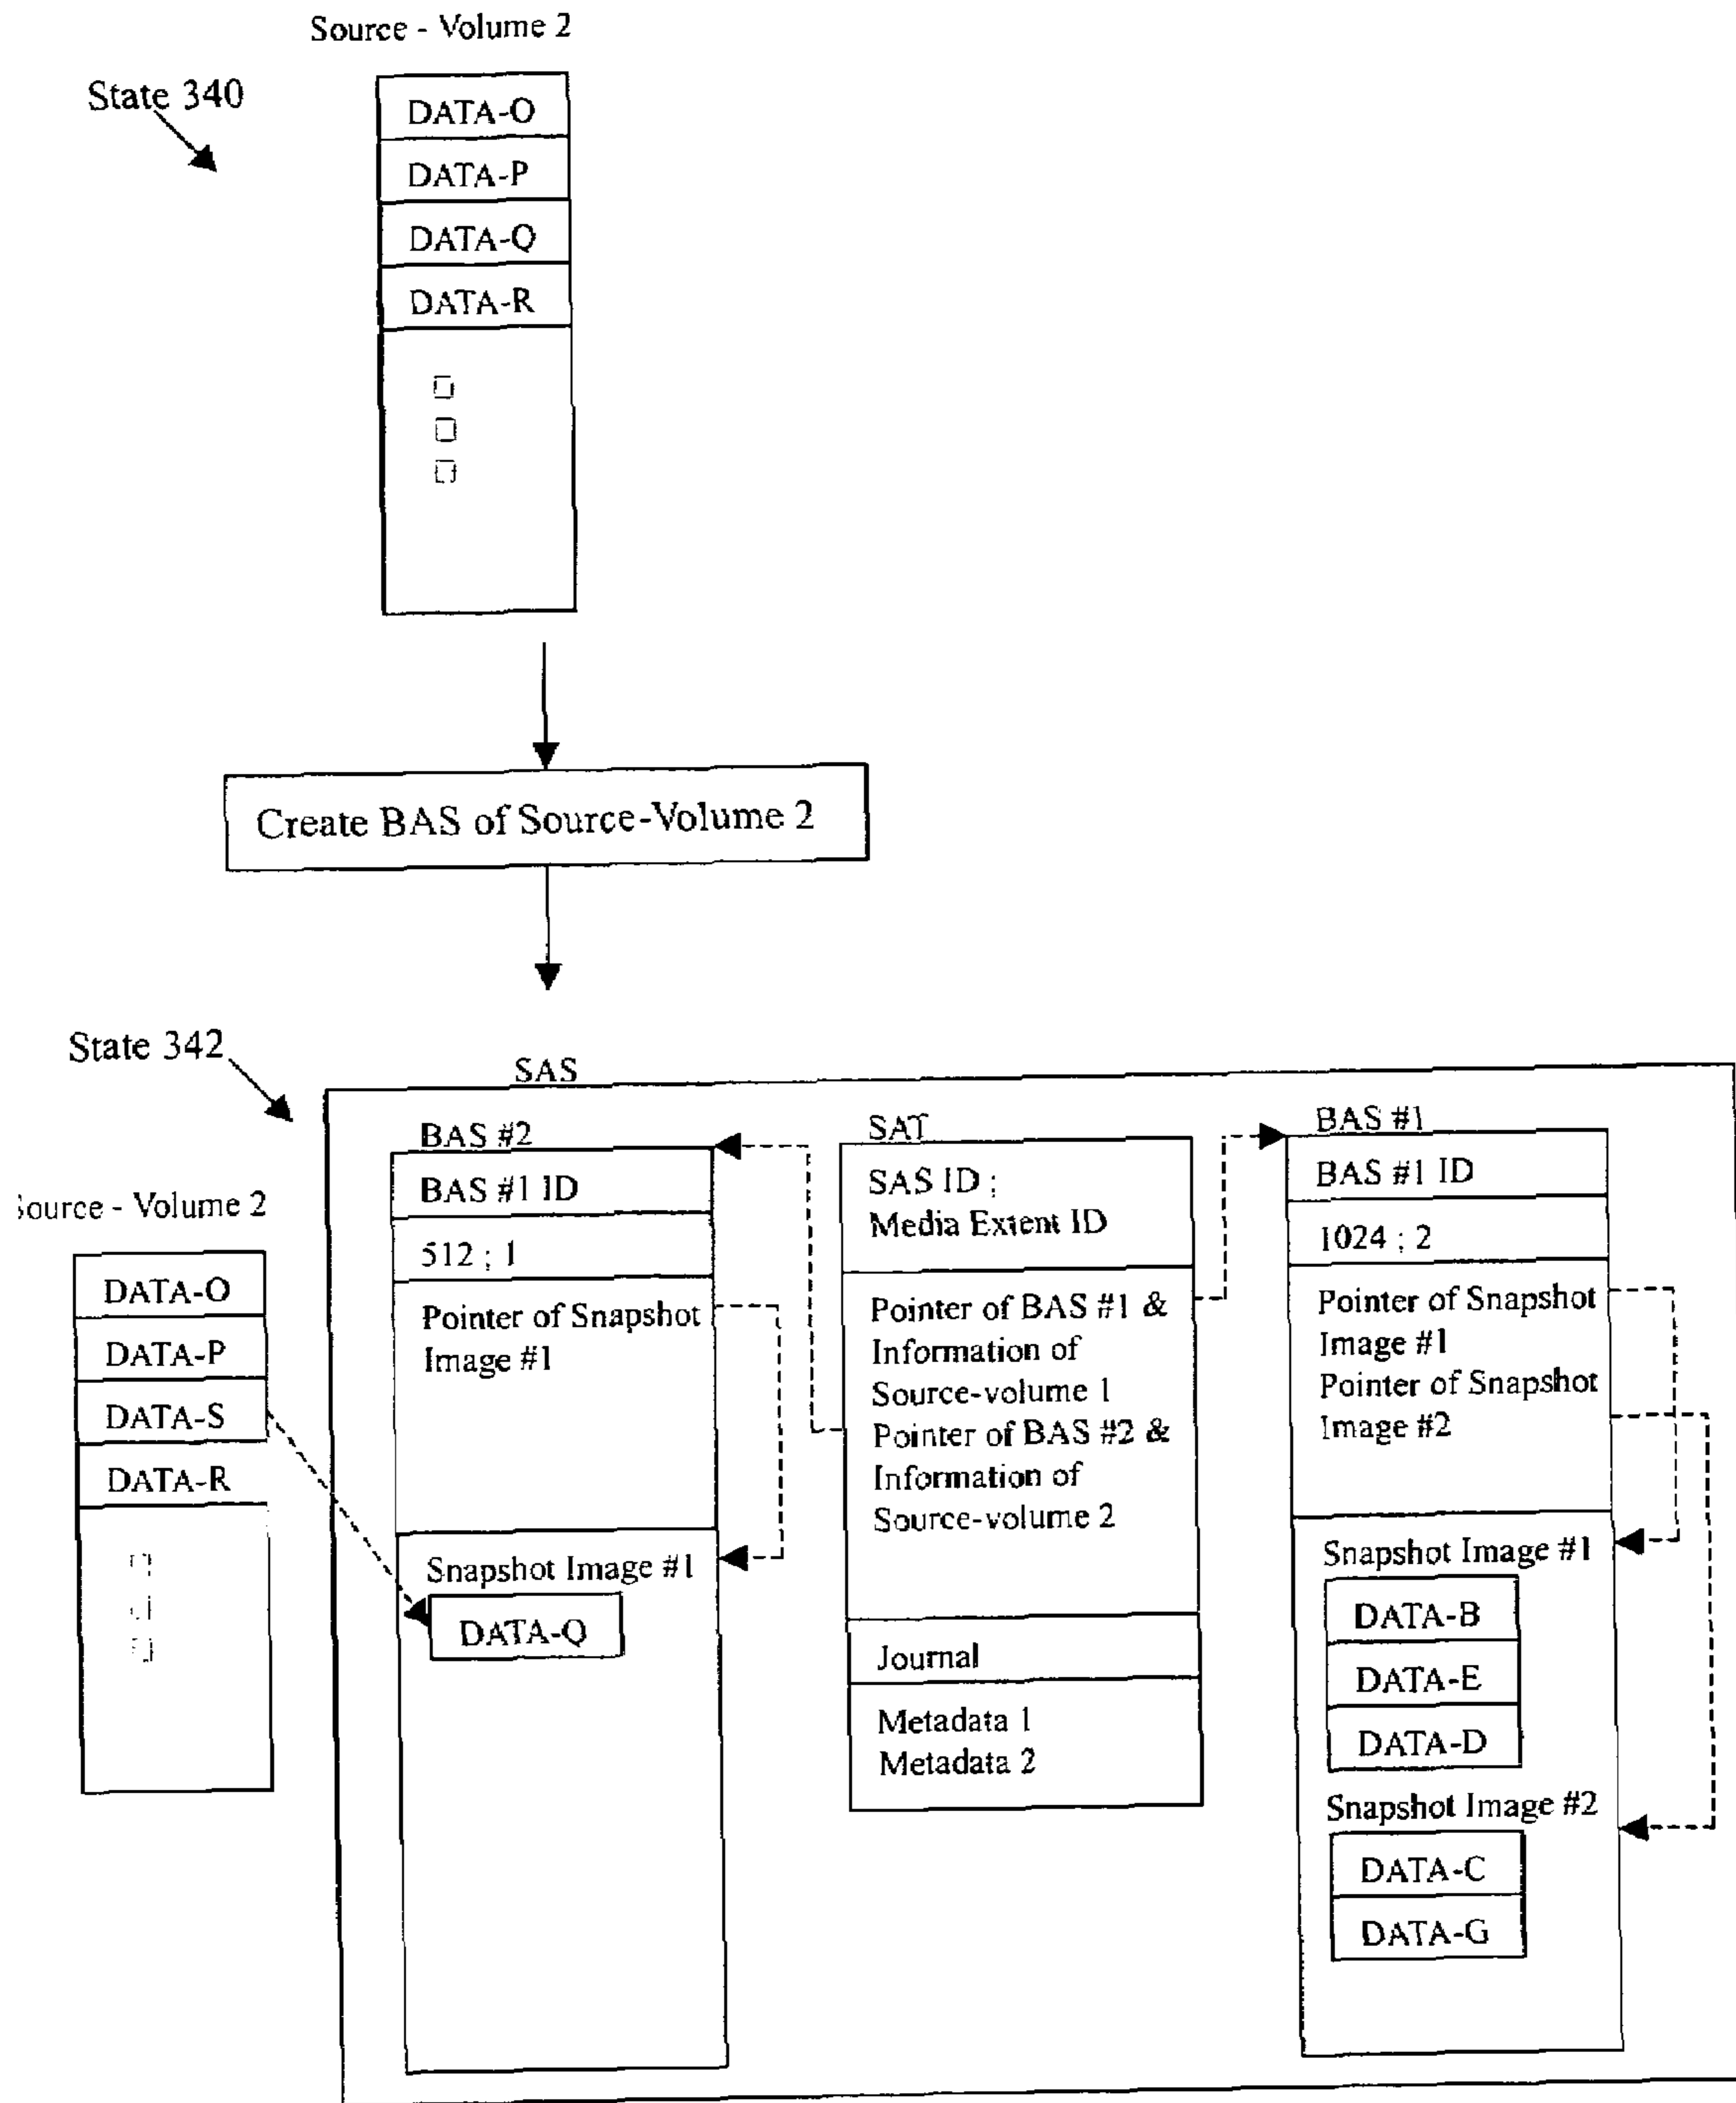 Source - Volume 2
State 340
DATA-O
DATA-P
DATA-Q
DATA-R
Create BAS of Source-Volume 2
State 342
SAS
Source - Volume 2
DATA-O
DATA-P
DATA-S
DATA-R
BAS #2
BAS #1 ID
512 ; 1
Pointer of Snapshot
Image #1
Snapshot Image #1
DATA-Q
SAT
SAS ID ;
Media Extent ID
Pointer of BAS #1 &
Information of
Source-volume 1
Pointer of BAS #2 &
Information of
Source-volume 2
Journal
Metadata 1
Metadata 2
BAS #1
BAS #1 ID
1024 ; 2
Pointer of Snapshot
Image #1
Pointer of Snapshot
Image #2
Snapshot Image #1
DATA-B
DATA-E
DATA-D
Snapshot Image #2
DATA-C
DATA-G